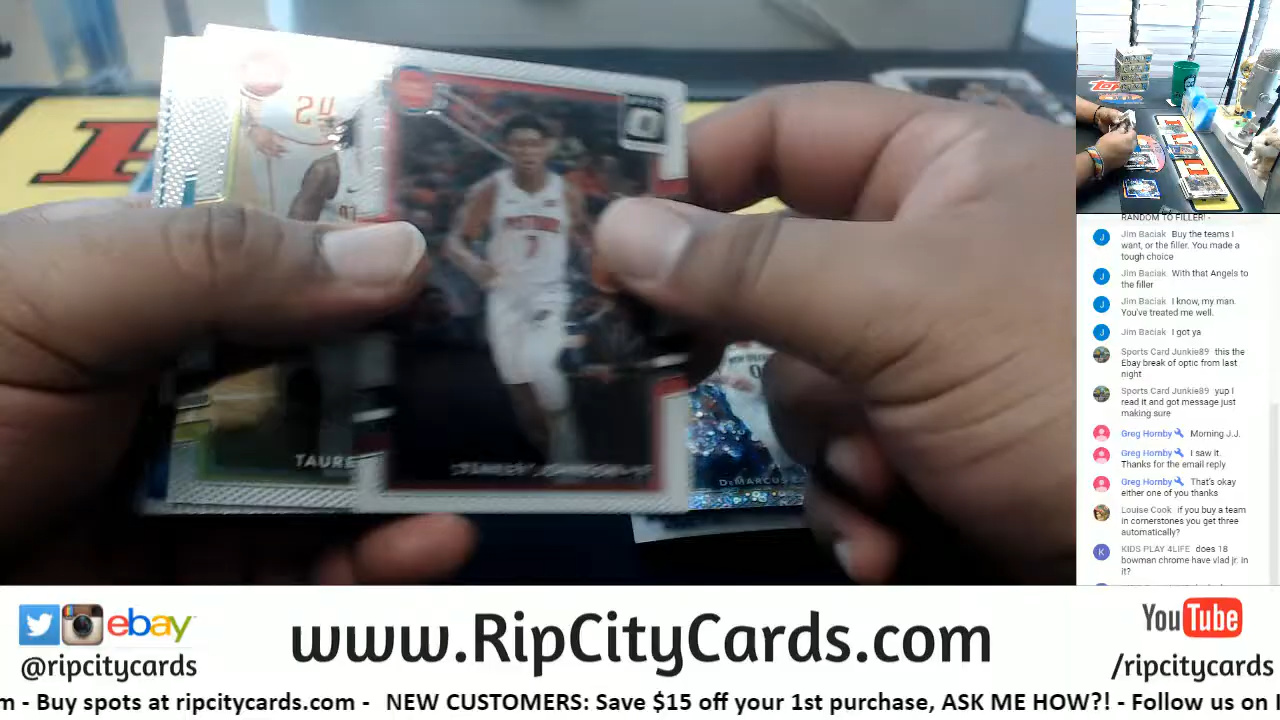 24
TAURE
DETROIT
7
STANLEY JOHNSON
DEMARCUS
RANDOM TO FILLER! -
Jim Baciak Buy the teams I
want, or the filler. You made a
tough choice
Jim Baciak With that Angels to
the filler
Jim Baciak I know, my man.
You've treated me well.
Jim Baciak I got ya
Sports Card Junkie89 this the
Ebay break of optic from last
night
Sports Card Junkie89 yup I
read it and got message just
making sure
Greg Hornby Morning J.J.
Greg Hornby I saw it.
Thanks for the email reply
Greg Hornby That's okay
either one of you thanks
Louise Cook if you buy a team
in cornerstones you get three
automatically?
KIDS PLAY 4LIFE does 18
bowman chrome have vlad jr. in
it?
ebay
@ripcitycards
www.RipCityCards.com
YouTube
/ripcitycards
m - Buy spots at ripcitycards.com - NEW CUSTOMERS: Save $15 off your 1st purchase, ASK ME HOW?! - Follow us on